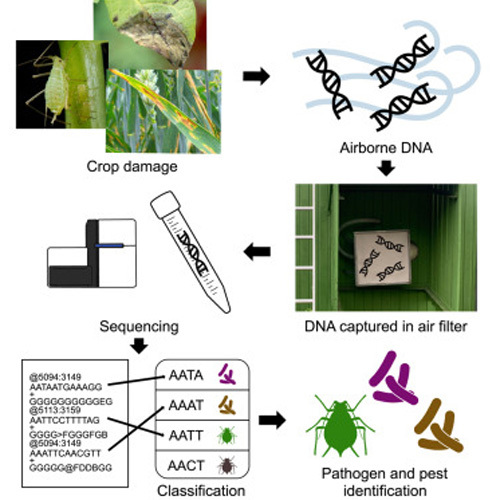 Crop damage
Airborne DNA
DNA captured in air filter
Sequencing
@5094:3149
AATAATGAAAGG
+
GGGGGGGGGGEG
@5113:3159
AATTCCTTTTAG
+
GGGG>FGGGFGB
@5094:3149
AAATTCAACGTT
+
GGGGG@FDDBGG
AATA
AAAT
AATT
AACT
Classification
Pathogen and pest
identification